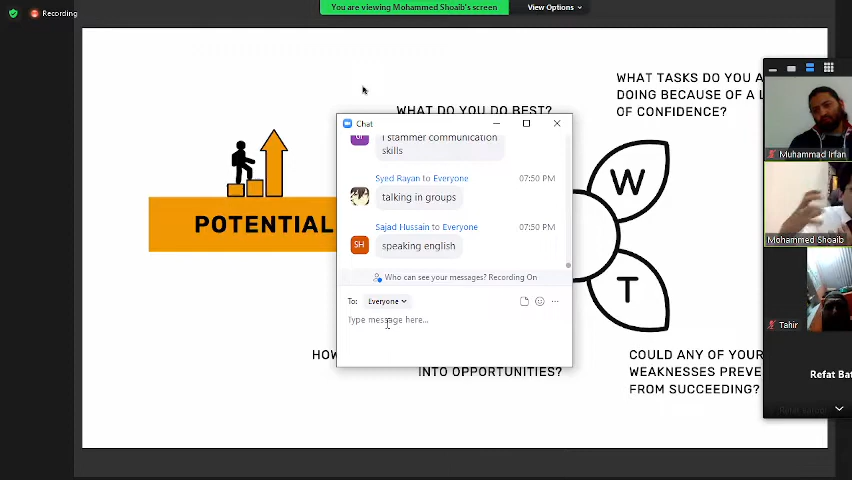 Recording
You are viewing Mohammed Shoaib's screen
View Options
WHAT TASKS DO YOU
DOING BECAUSE OF A
OF CONFIDENCE?
WHAT DO YOU DO BEST?
POTENTIAL
W
T
INTO OPPORTUNITIES?
COULD ANY OF YOUR
WEAKNESSES
FROM SUCCEEDING?
Chat
I stammer communication
skills
Syed Rayan to Everyone
07:50 PM
talking in groups
Sajad Hussain to Everyone
07:50 PM
SH
speaking english
Who can see your messages? Recording On
To: Everyone
Type message here...
Muhammad Irfan
Mohammed Shoaib
Tahir
Refat